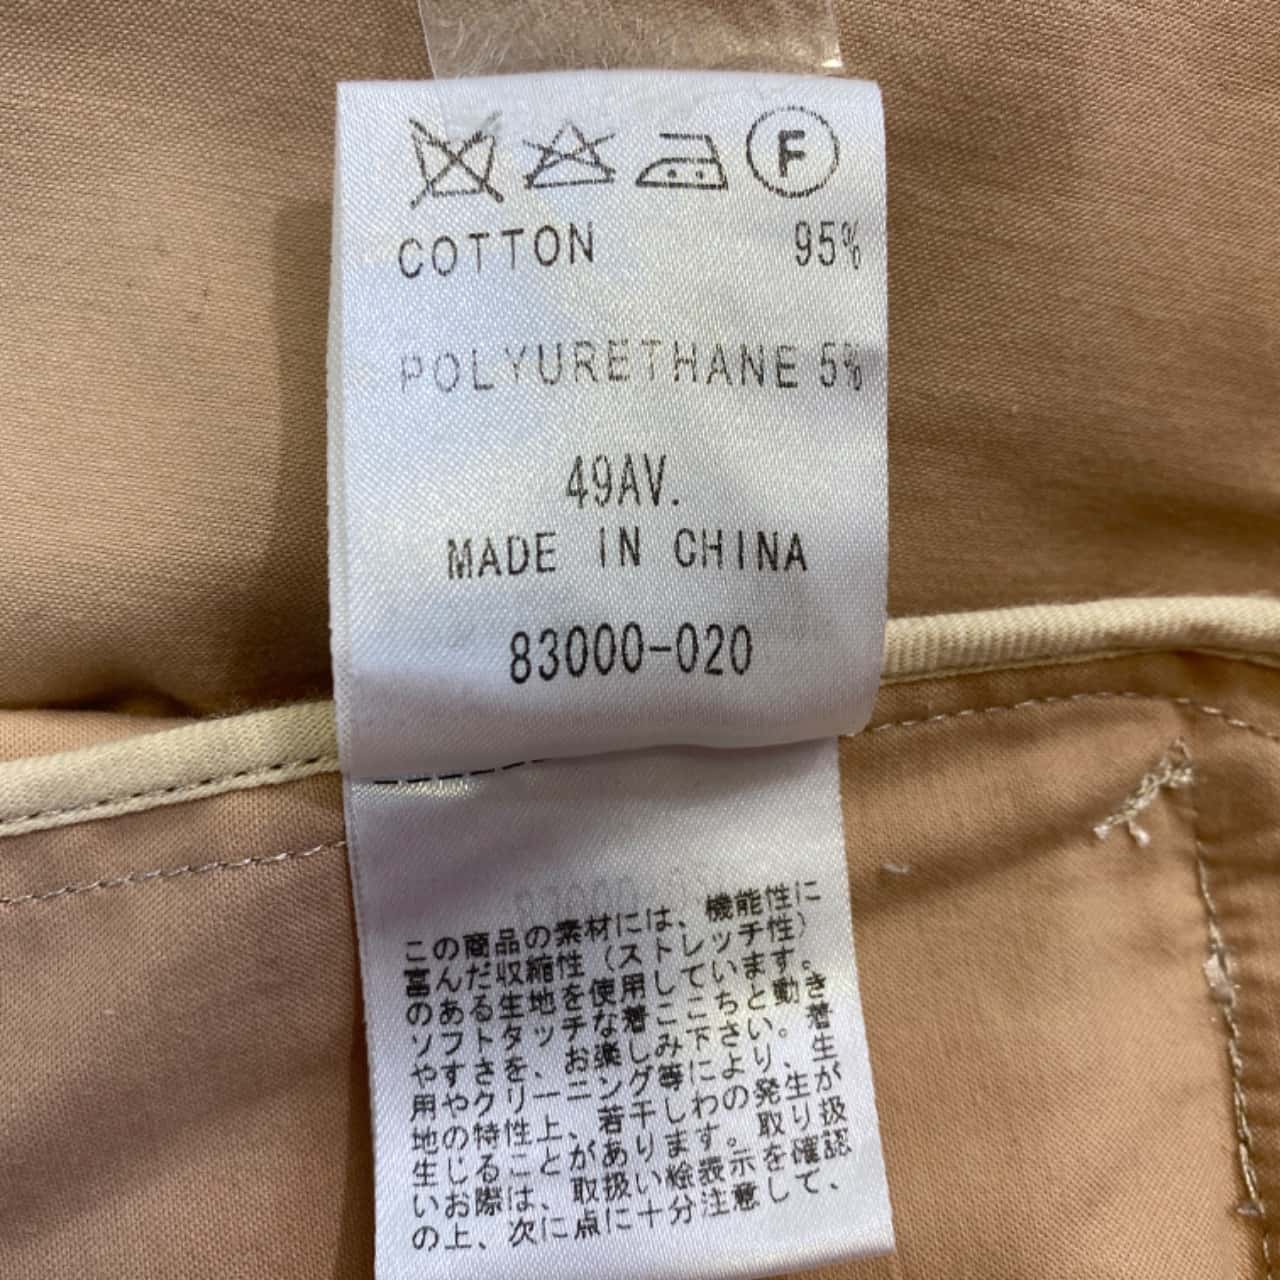 F
COTTON 95%
POLYURETHANE 5%
49AV.
MADE IN CHINA
83000-020
この商品の素材には、機能性に
富んだ収縮性（ストレッチ性）
のある生地を使用しています。
ソフトタッチな着ここちと動き
やすさを、お楽しみ下さい。着
用やクリーニング等により、生
地の特性上、若干しわの発生が
生じることがあります。取り扱
いお際は、取扱い絵表示を確認
の上、次に点に十分注意して、